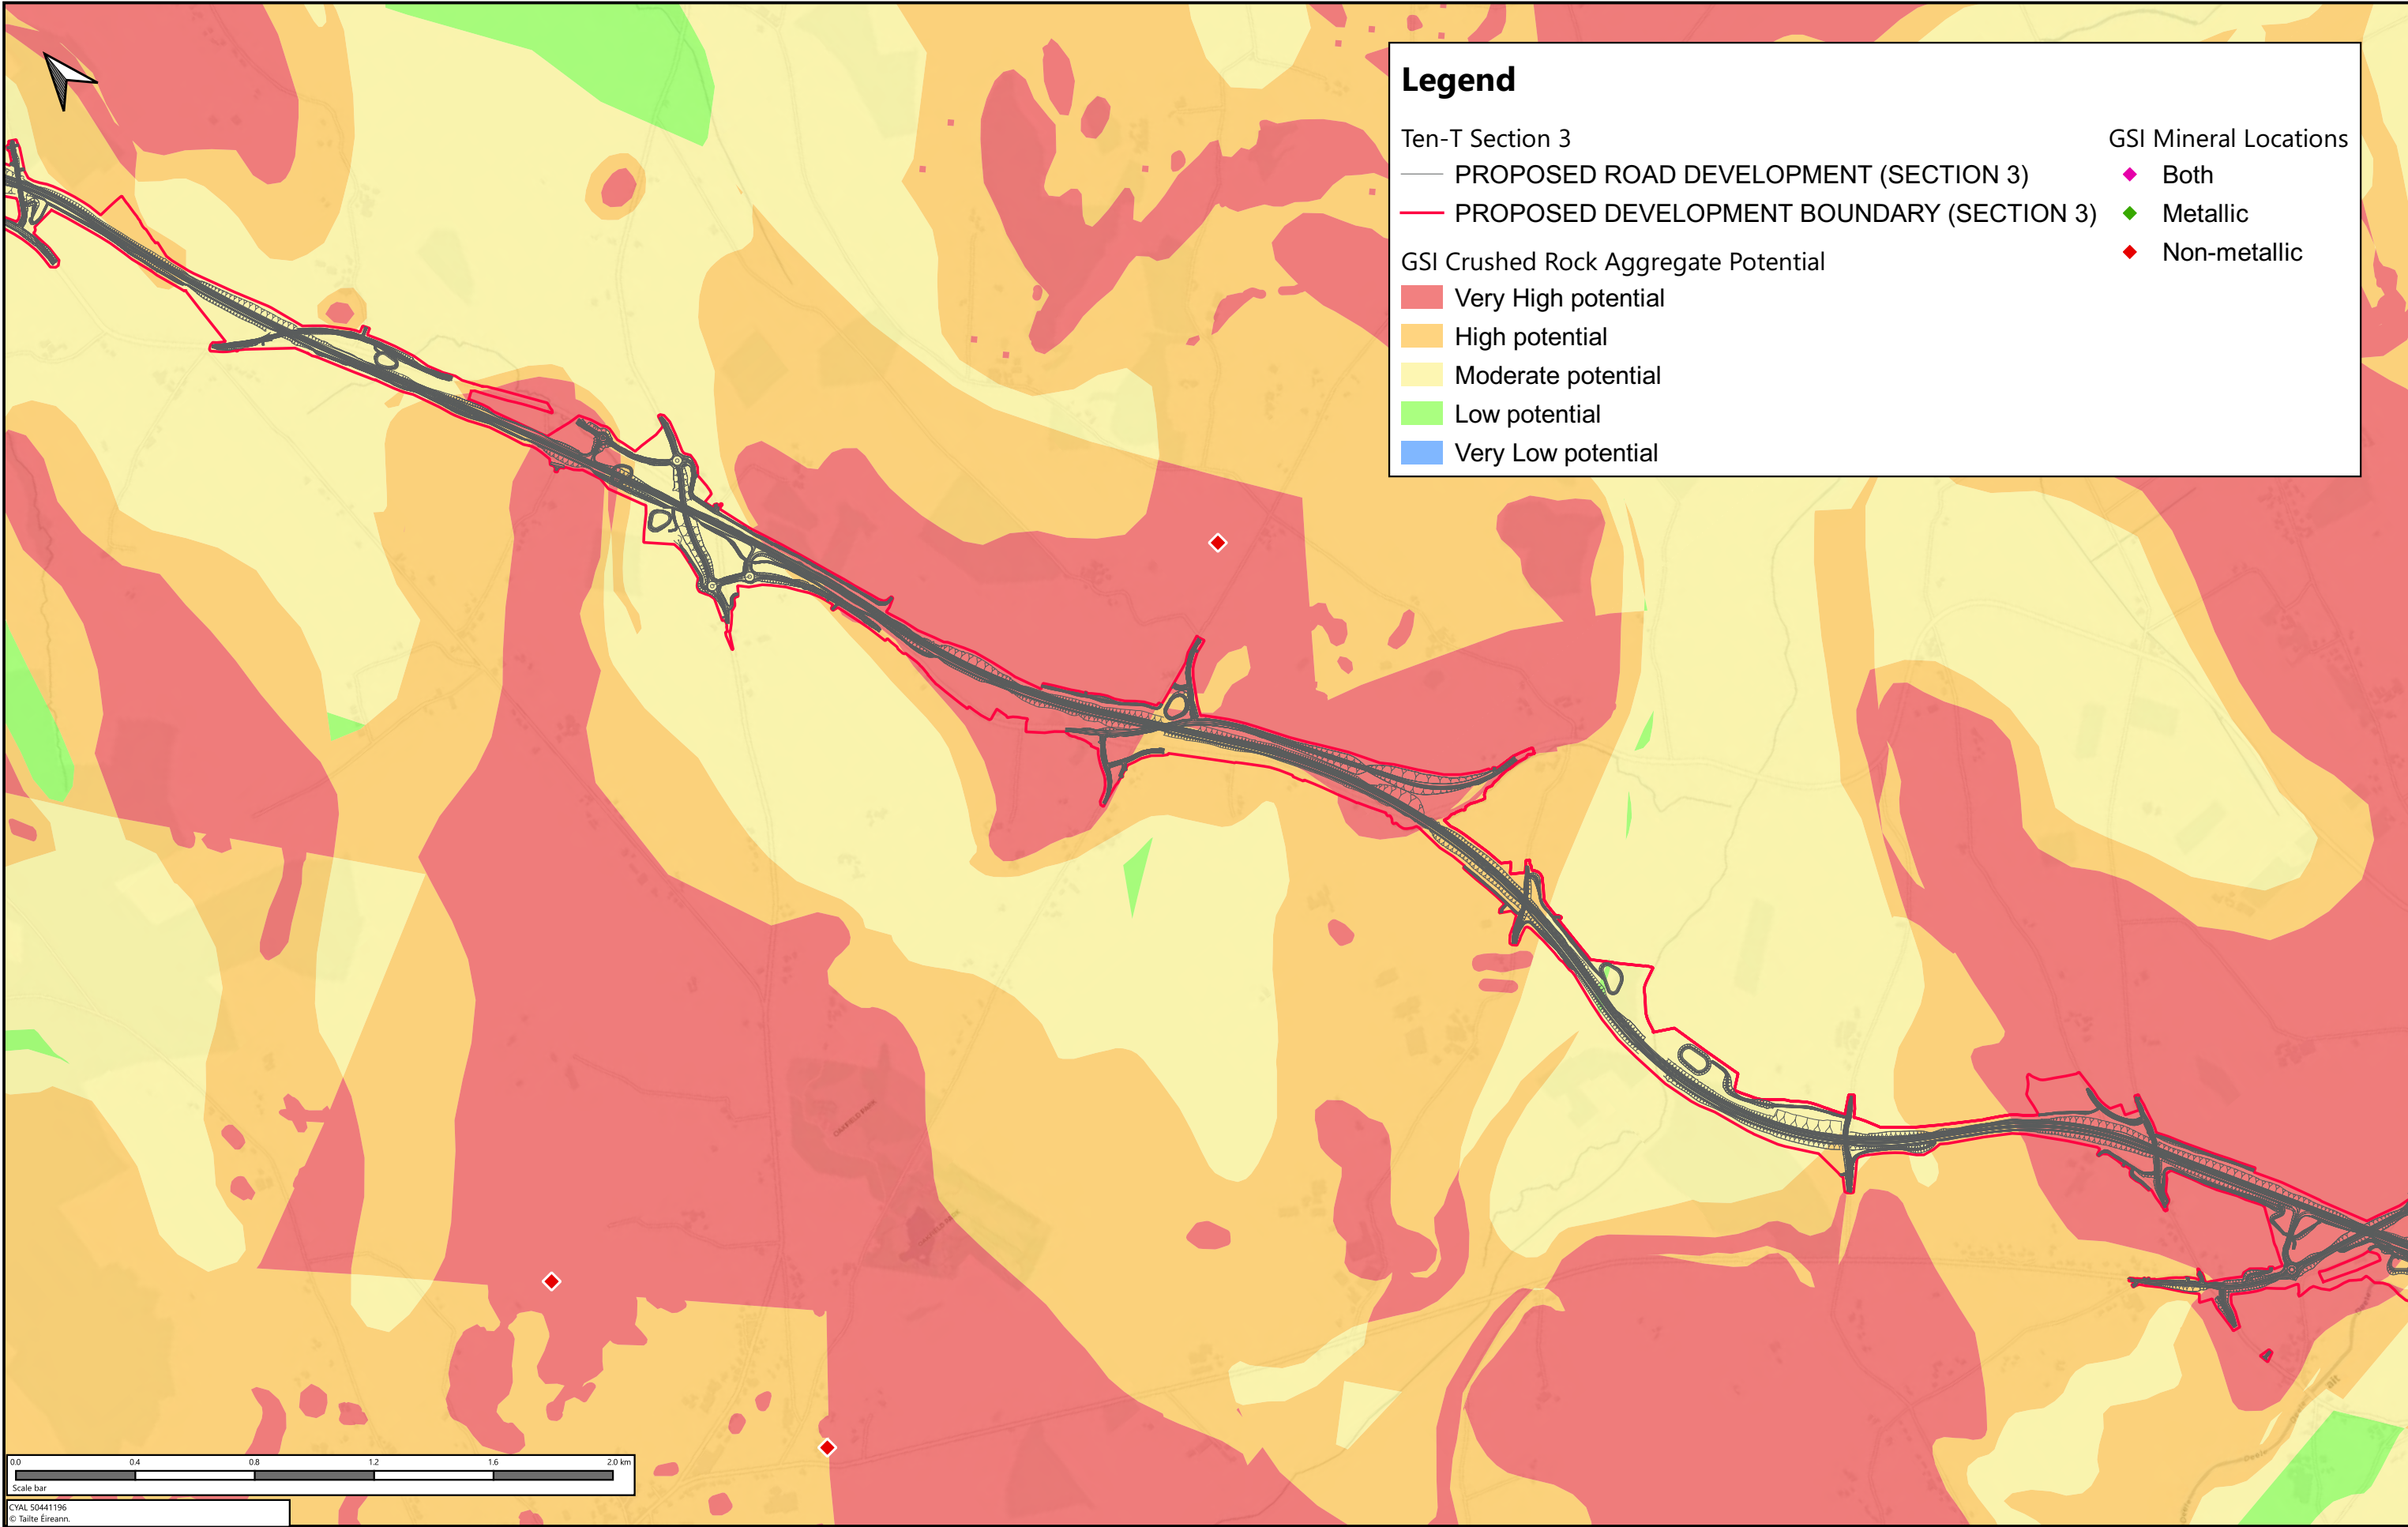 Legend
Ten-T Section 3
PROPOSED ROAD DEVELOPMENT (SECTION 3)
PROPOSED DEVELOPMENT BOUNDARY (SECTION 3)
GSI Crushed Rock Aggregate Potential
Very High potential
High potential
Moderate potential
Low potential
Very Low potential
GSI Mineral Locations
Both
Metallic
Non-metallic
OAKFIELD PARK
0.0 0.4 0.8 1.2 1.6 2.0 km
Scale bar
CYAL 50441196
© Tailte Éireann.